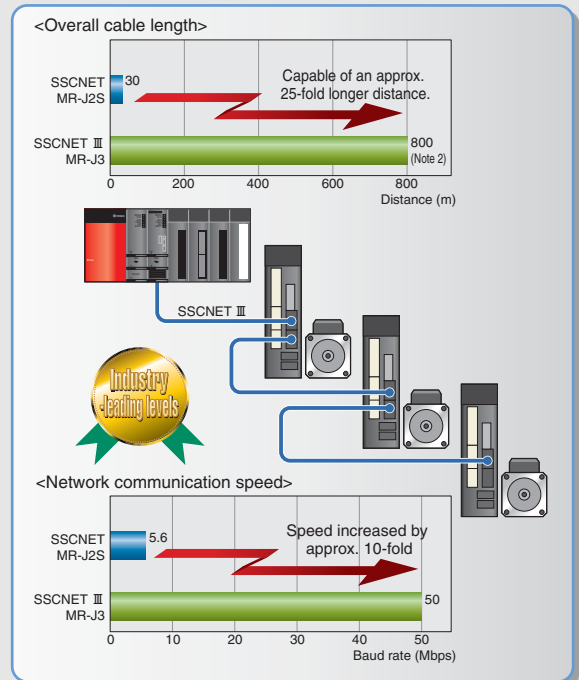 <Overall cable length>
SSCNET
MR-J2S
30
Capable of an approx.
25-fold longer distance.
SSCNET Ⅲ
MR-J3
800
(Note 2)
0 200 400 600 800
Distance (m)
SSCNET Ⅲ
Industry
-leading levels
<Network communication speed>
SSCNET
MR-J2S
5.6
Speed increased by
approx. 10-fold
SSCNET Ⅲ
MR-J3
50
0 10 20 30 40 50
Baud rate (Mbps)